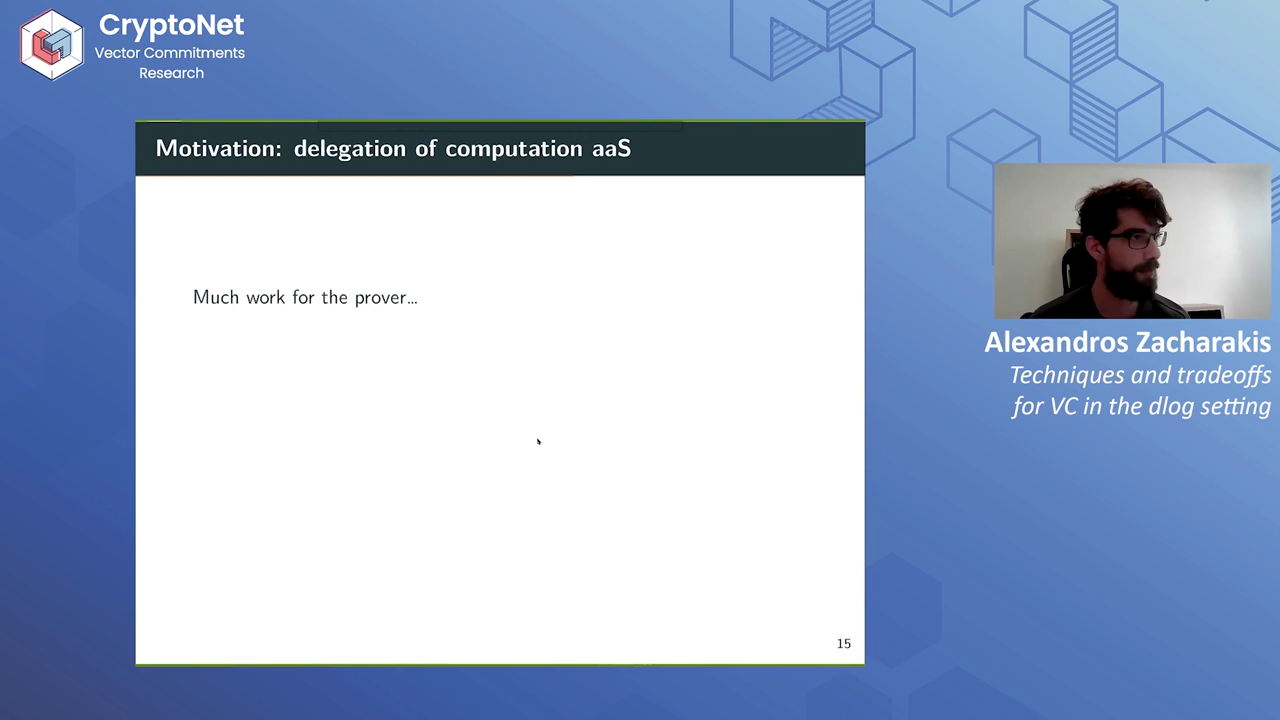 CryptoNet
Vector Commitments
Research
Motivation: delegation of computation aaS
Much work for the prover...
15
Alexandros Zacharakis
Techniques and tradeoffs
for VC in the dlog setting